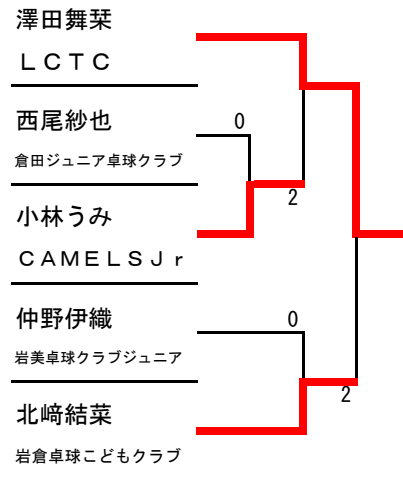 澤田舞栞
ＬＣＴＣ
西尾紗也
0
倉田ジュニア卓球クラブ
2
小林うみ
ＣＡＭＥＬＳＪｒ
仲野伊織
0
岩美卓球クラブジュニア
2
北﨑結菜
岩倉卓球こどもクラブ